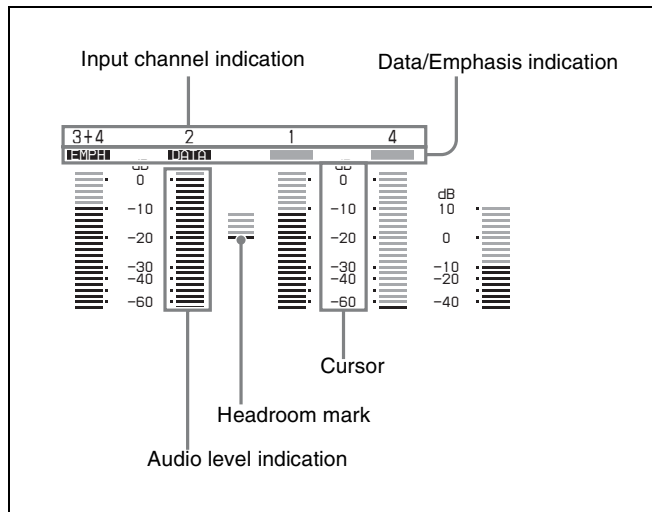 Input channel indication
Data/Emphasis indication
3+4 2 1 4
EMPH DATA
dB dB
0 0 dB
-10 -10 10
-20 -20 0
-30 -30 -10
-40 -40 -20
-60 -60 -40
Cursor
Headroom mark
Audio level indication